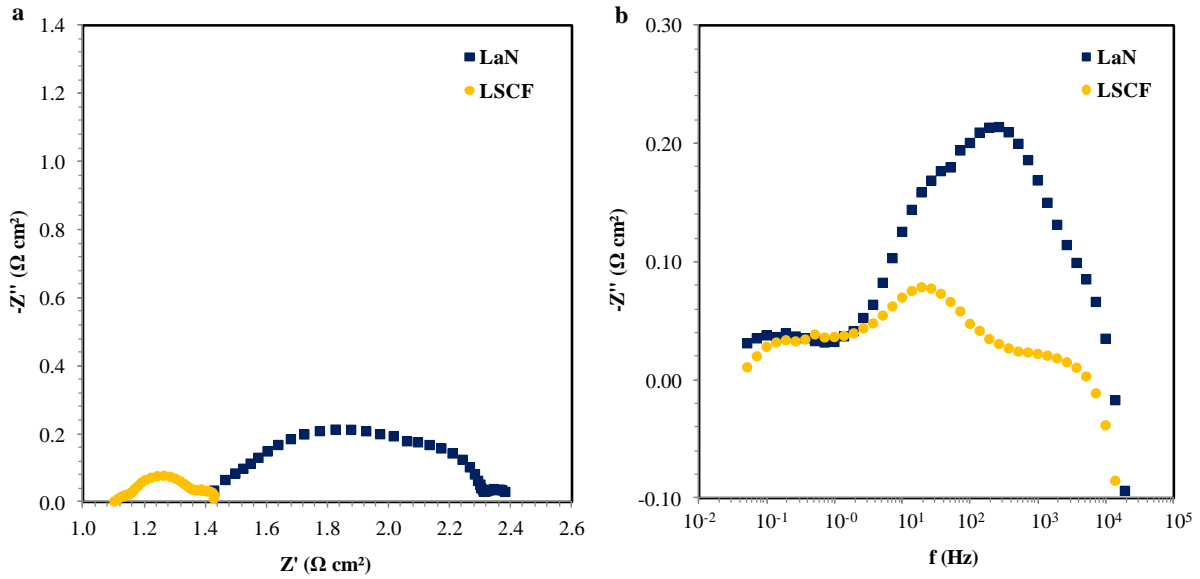 a
1.4
1.2
1.0
0.8
0.6
0.4
0.2
0.0
-Z'' (Ω cm²)
1.0 1.2 1.4 1.6 1.8 2.0 2.2 2.4 2.6
Z' (Ω cm²)
LaN
LSCF
b
0.30
0.20
0.10
0.00
-0.10
-Z'' (Ω cm²)
10⁻² 10⁻¹ 10⁻⁰ 10¹ 10² 10³ 10⁴ 10⁵
f (Hz)
LaN
LSCF